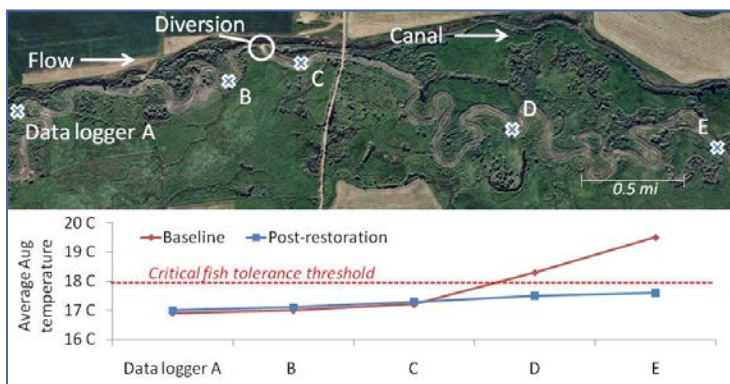 Diversion
Flow
Canal
B
C
D
E
Data logger A
0.5 mi
Average Aug
temperature
20 C
19 C
18 C
17 C
16 C
Baseline
Post-restoration
Critical fish tolerance threshold
Data logger A
B
C
D
E